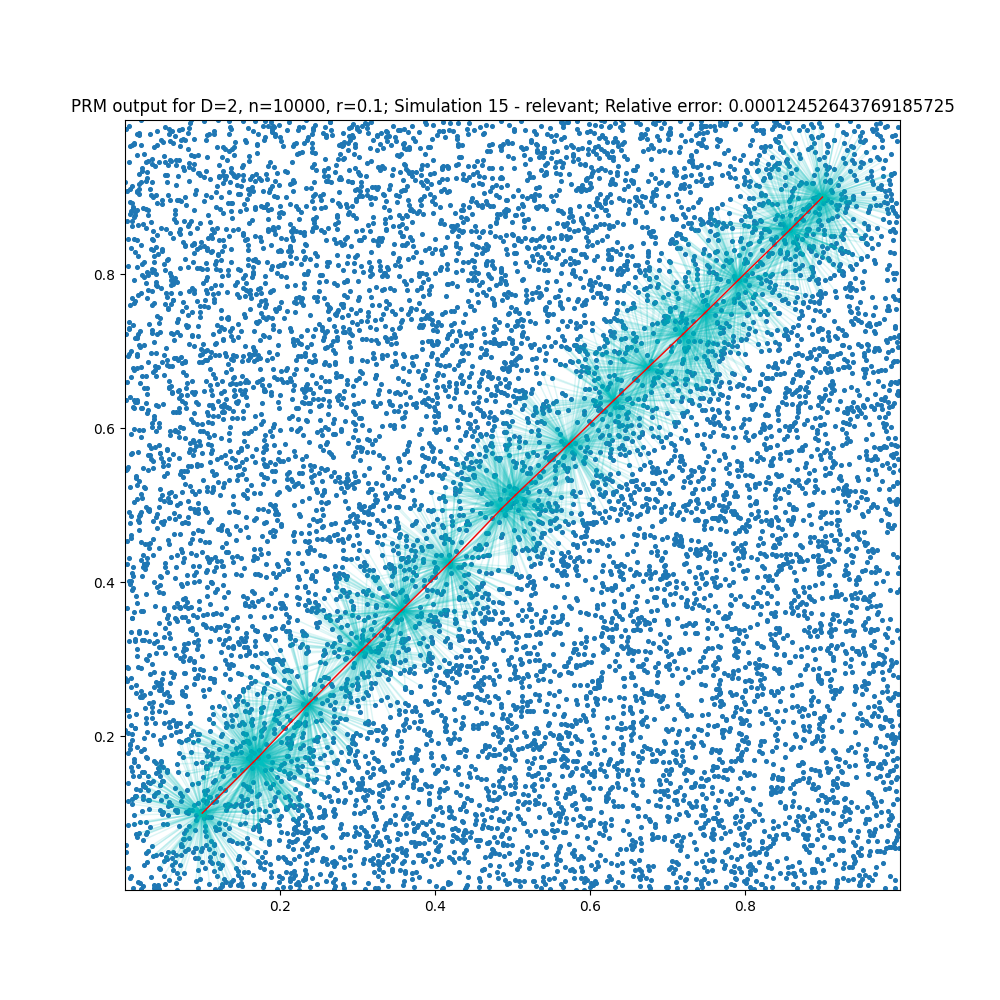 PRM output for D=2, n=10000, r=0.1; Simulation 15 - relevant; Relative error: 0.00012452643769185725
0.8
0.6
0.4
0.2
0.2 0.4 0.6 0.8